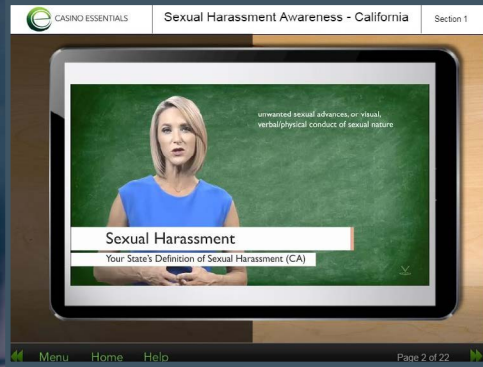 CASINO ESSENTIALS
Sexual Harassment Awareness - California
Section 1
unwanted sexual advances, or visual,
verbal/physical conduct of sexual nature
Sexual Harassment
Your State's Definition of Sexual Harassment (CA)
Menu
Home
Help
Page 2 of 22